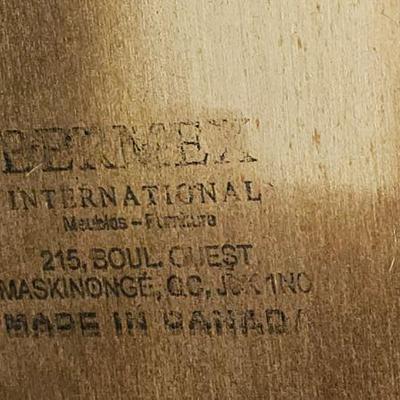 BERMEX
INTERNATIONAL
Meubles - Furniture
215, BOUL. OUEST
MASKINONGÉ, QC, J0K 1N0
MADE IN CANADA